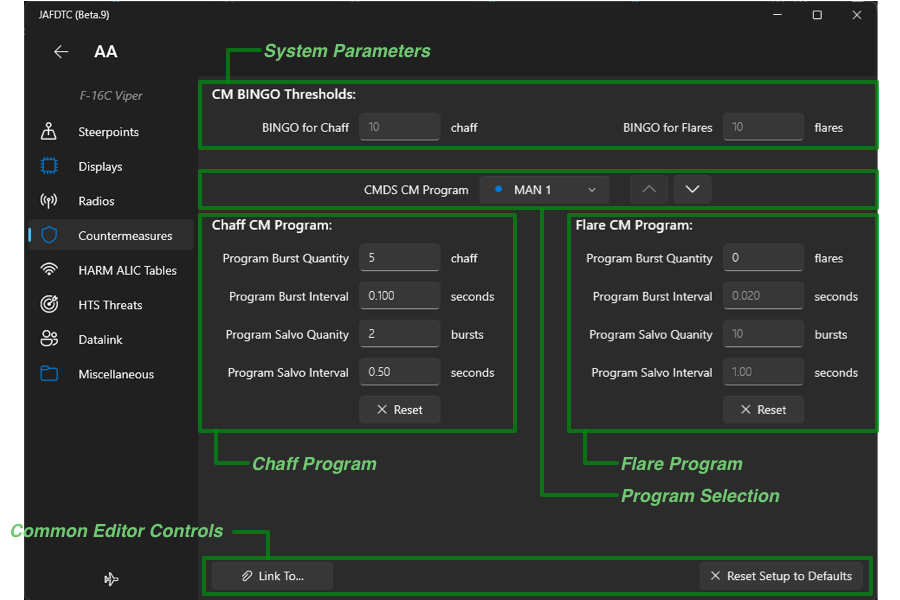 JAFDTC (Beta.9)
AA
System Parameters
F-16C Viper
CM BINGO Thresholds:
BINGO for Chaff 10 chaff BINGO for Flares 10 flares
Steerpoints
Displays
Radios
Countermeasures
HARM ALIC Tables
HTS Threats
Datalink
Miscellaneous
CMDS CM Program MAN 1
Chaff CM Program:
Program Burst Quantity 5 chaff
Program Burst Interval 0.100 seconds
Program Salvo Quanity 2 bursts
Program Salvo Interval 0.50 seconds
Reset
Flare CM Program:
Program Burst Quantity 0 flares
Program Burst Interval 0.020 seconds
Program Salvo Quanity 10 bursts
Program Salvo Interval 1.00 seconds
Reset
Chaff Program
Flare Program
Program Selection
Common Editor Controls
Link To...
Reset Setup to Defaults